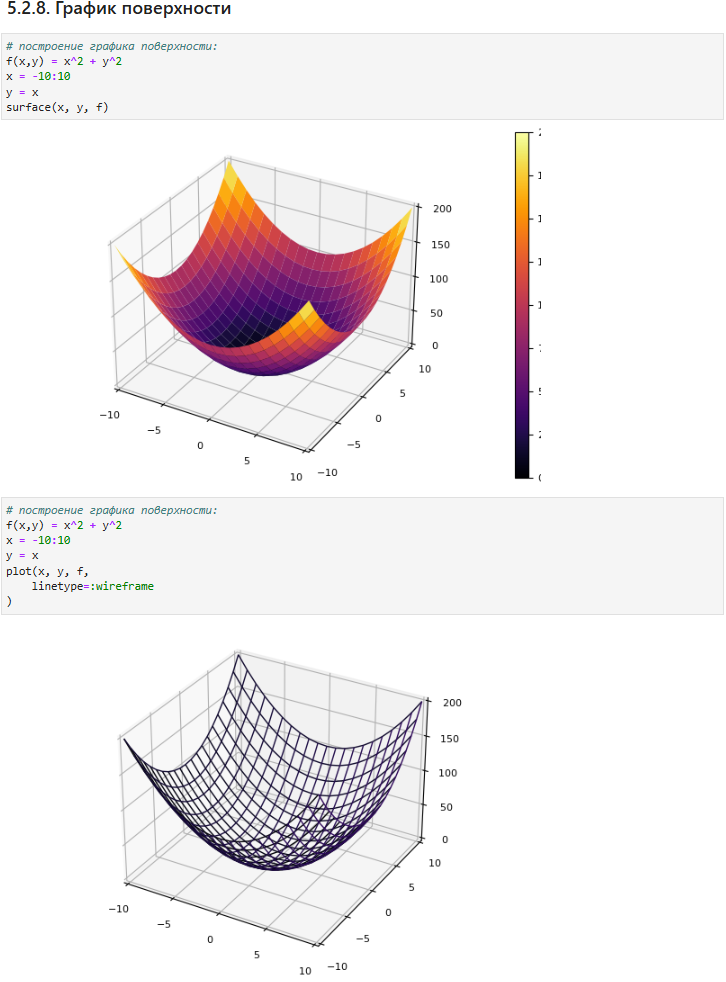 5.2.8. График поверхности
# построение графика поверхности:
f(x,y) = x^2 + y^2
x = -10:10
y = x
surface(x, y, f)
200
150
100
50
0
10
5
0
−5
−10
−10
−5
0
5
10
# построение графика поверхности:
f(x,y) = x^2 + y^2
x = -10:10
y = x
plot(x, y, f,
    linetype=:wireframe
)
200
150
100
50
0
10
5
0
−5
−10
−10
−5
0
5
10